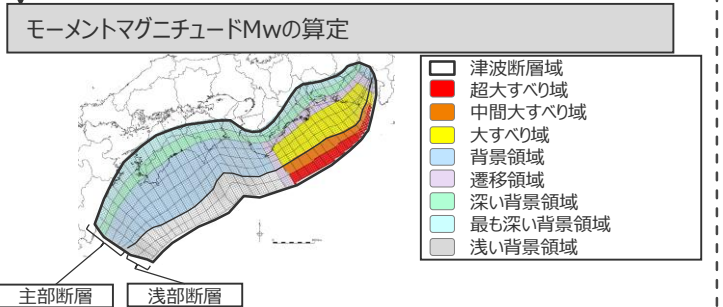 モーメントマグニチュードMwの算定
津波断層域
超大すべり域
中間大すべり域
大すべり域
背景領域
遷移領域
深い背景領域
最も深い背景領域
浅い背景領域
主部断層
浅部断層